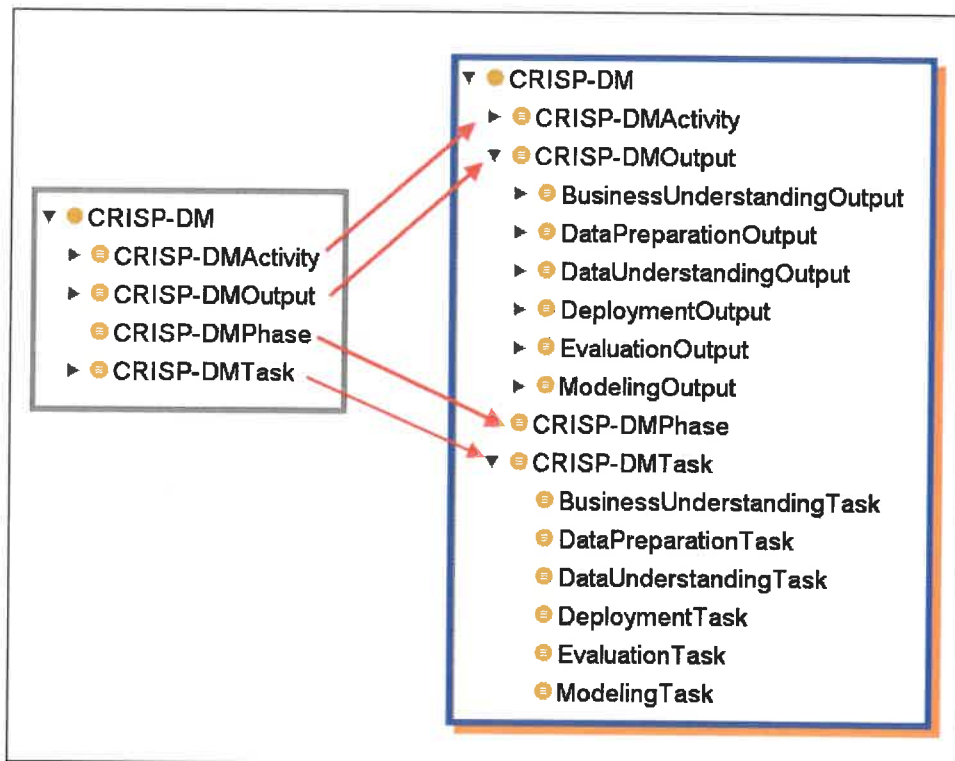 CRISP-DM
CRISP-DMActivity
CRISP-DMOutput
CRISP-DMPhase
CRISP-DMTask
CRISP-DM
CRISP-DMActivity
CRISP-DMOutput
BusinessUnderstandingOutput
DataPreparationOutput
DataUnderstandingOutput
DeploymentOutput
EvaluationOutput
ModelingOutput
CRISP-DMPhase
CRISP-DMTask
BusinessUnderstandingTask
DataPreparationTask
DataUnderstandingTask
DeploymentTask
EvaluationTask
ModelingTask